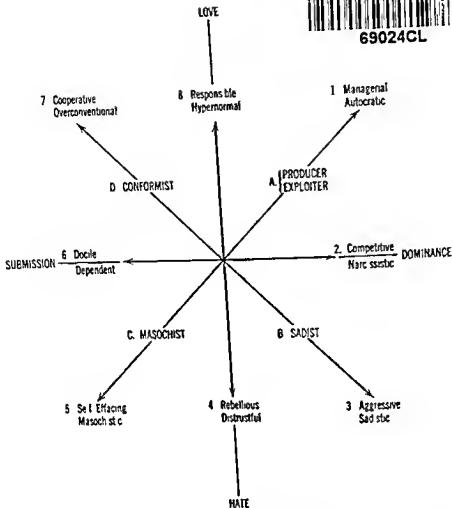 LOVE
69024CL
8 Responsible
Hypernormal
1 Managerial
Autocratic
7 Cooperative
Overconventional
A. PRODUCER
EXPLOITER
D CONFORMIST
SUBMISSION
6 Docile
Dependent
2. Competitive
Narcissistic
DOMINANCE
C. MASOCHIST
B SADIST
5 Self Effacing
Masochistic
4 Rebellious
Distrustful
3 Aggressive
Sadistic
HATE